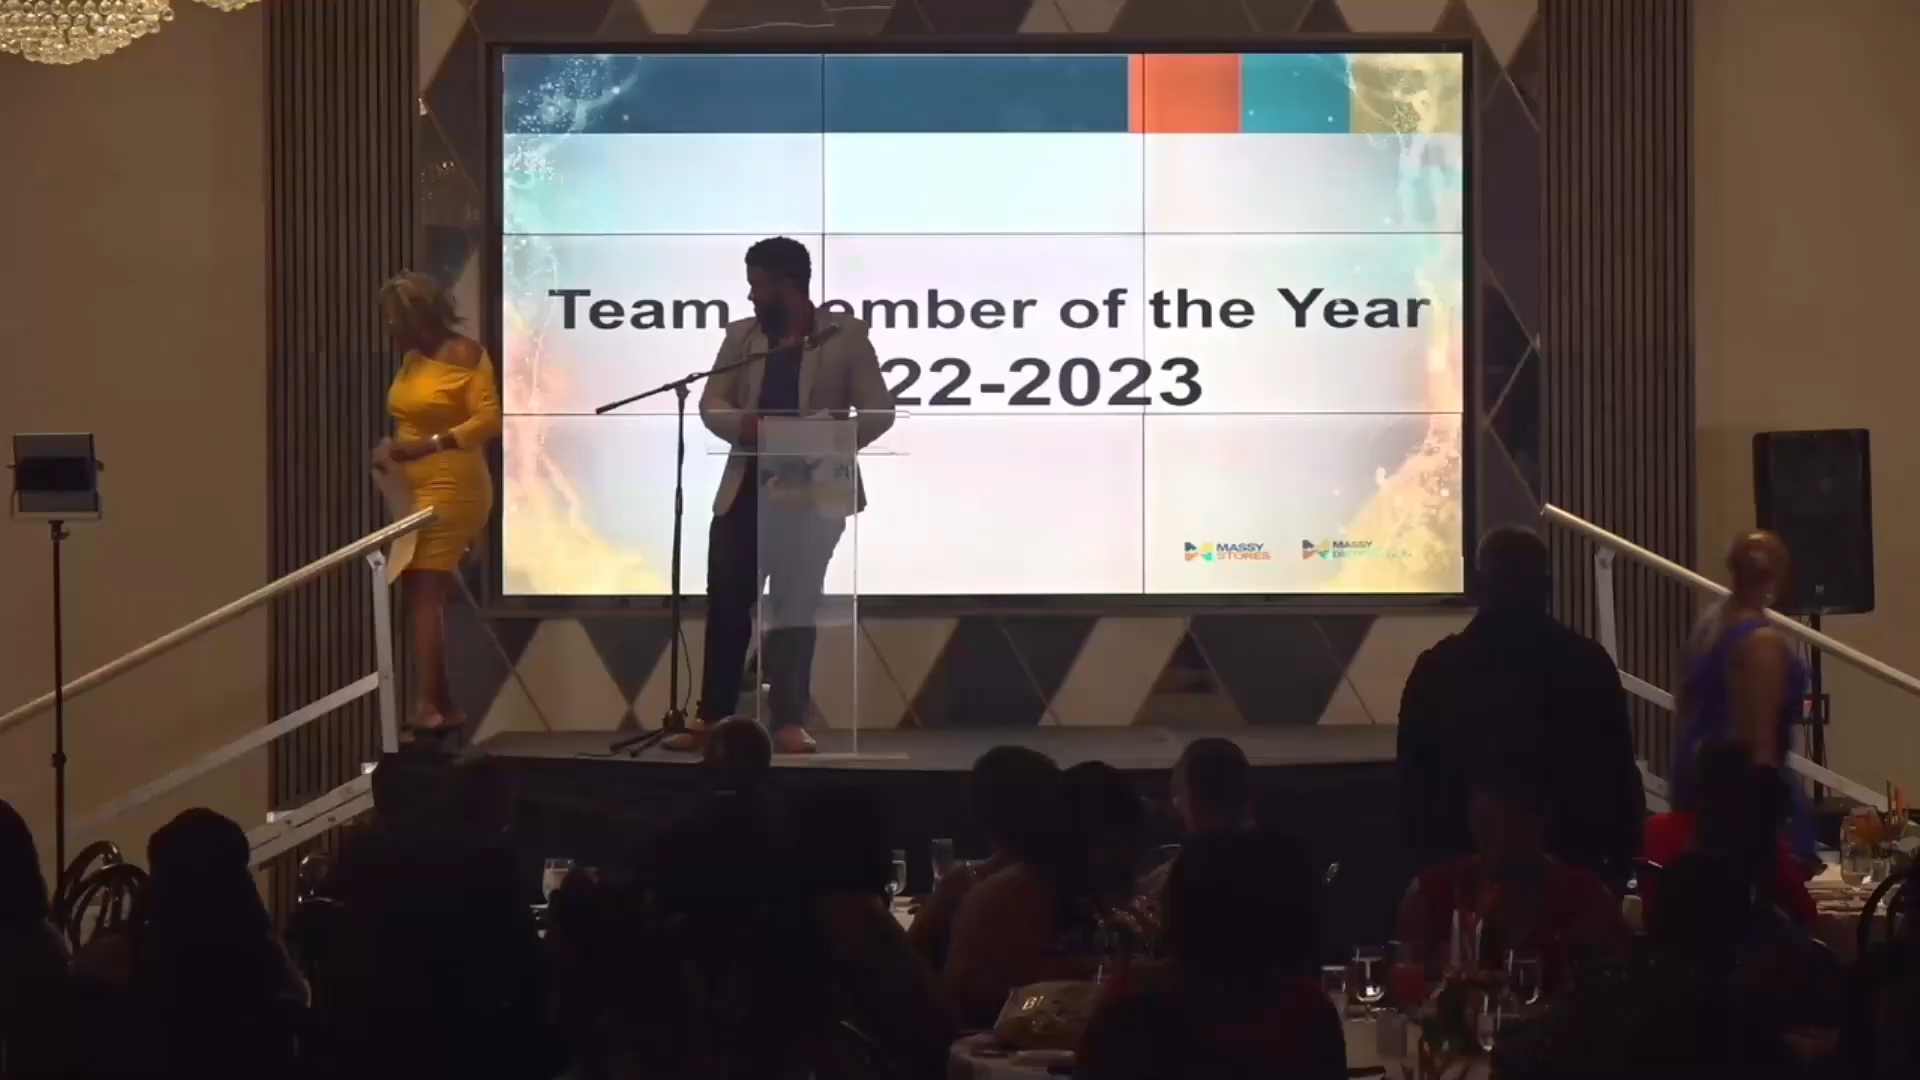 Team ember of the Year
22-2023
MASSY
STORES
MASSY